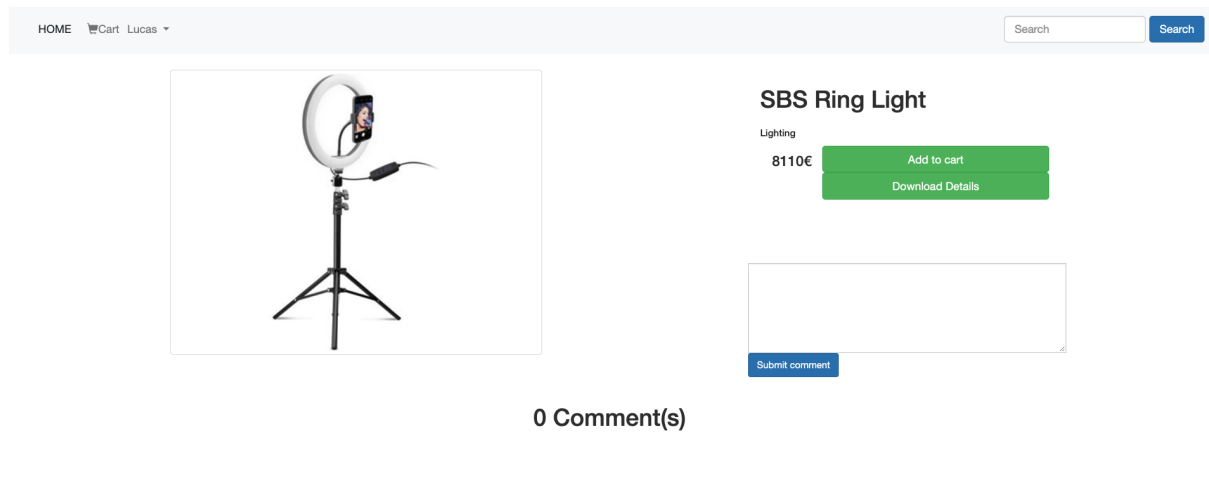 HOME Cart Lucas Search Search
SBS Ring Light
Lighting
8110€ Add to cart
Download Details
Submit comment
0 Comment(s)